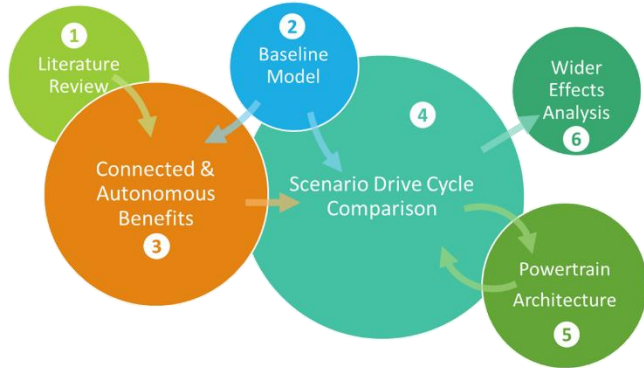 1
Literature
Review
2
Baseline
Model
3
Connected &
Autonomous
Benefits
4
Scenario Drive Cycle
Comparison
Wider
Effects
Analysis
6
Powertrain
Architecture
5